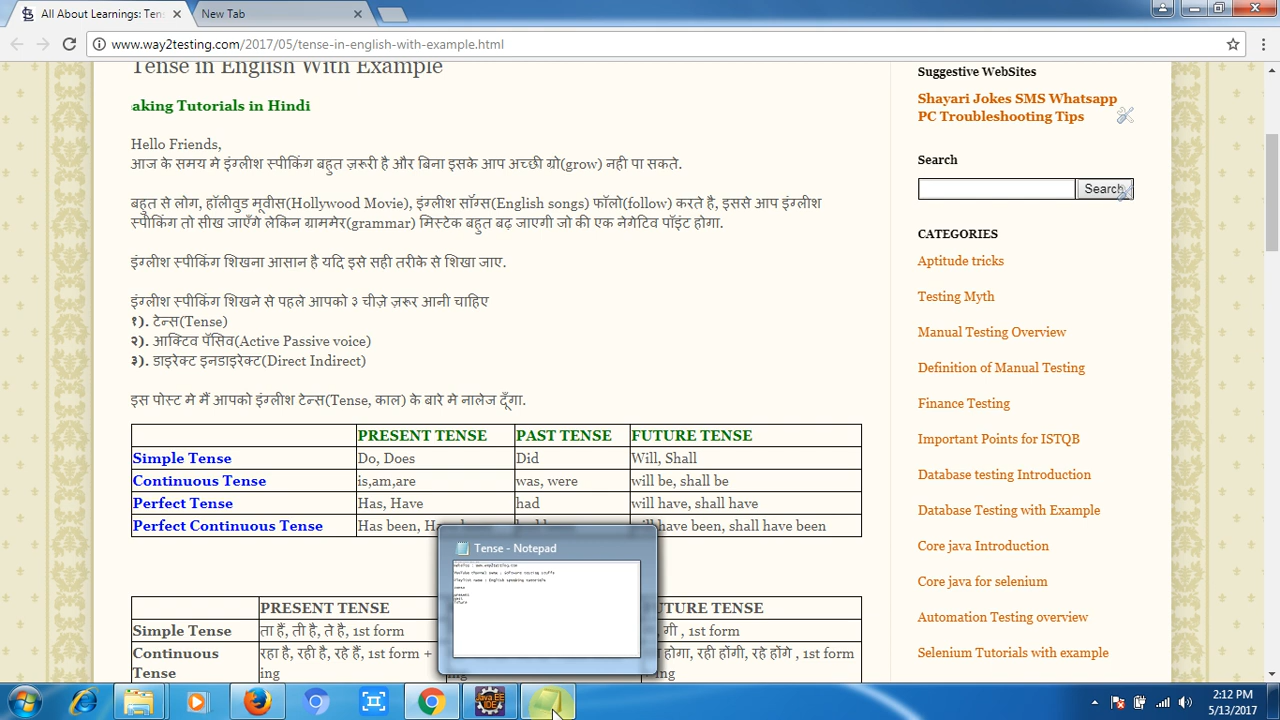 All About Learnings: Ten
New Tab
www.way2testing.com/2017/05/tense-in-english-with-example.html
Tense in English With Example
aking Tutorials in Hindi
Hello Friends,
आज के समय मे इंग्लीश स्पीकिंग बहुत ज़रूरी है और बिना इसके आप अच्छी ग्रो(grow) नही पा सकते.
बहुत से लोग, हॉलीवुड मूवीस(Hollywood Movie), इंग्लीश सॉंग्स(English songs) फॉलो(follow) करते है, इससे आप इंग्लीश
स्पीकिंग तो सीख जाएँगे लेकिन ग्राममेर(grammar) मिस्टेक बहुत बढ़ जाएगी जो की एक नेगेटिव पॉइंट होगा.
इंग्लीश स्पीकिंग शिखना आसान है यदि इसे सही तरीके से शिखा जाए.
इंग्लीश स्पीकिंग शिखने से पहले आपको ३ चीज़े ज़रूर आनी चाहिए
१). टेन्स(Tense)
२). आक्टिव पॅसिव(Active Passive voice)
३). डाइरेक्ट इनडाइरेक्ट(Direct Indirect)
इस पोस्ट मे मैं आपको इंग्लीश टेन्स(Tense, काल) के बारे मे नालेज दूँगा.
PRESENT TENSE PAST TENSE FUTURE TENSE
Simple Tense Do, Does Did Will, Shall
Continuous Tense is,am,are was, were will be, shall be
Perfect Tense Has, Have had will have, shall have
Perfect Continuous Tense Has been, have been, shall have been
PRESENT TENSE FUTURE TENSE
Simple Tense ता हैं, ती है, ते है, 1st form गी , 1st form
Continuous रहा है, रही है, रहे हैं, 1st form + होगा, रही होंगी, रहे होंगे , 1st form
Tense ing ing
Suggestive WebSites
Shayari Jokes SMS Whatsapp
PC Troubleshooting Tips
Search
Search
CATEGORIES
Aptitude tricks
Testing Myth
Manual Testing Overview
Definition of Manual Testing
Finance Testing
Important Points for ISTQB
Database testing Introduction
Database Testing with Example
Core java Introduction
Core java for selenium
Automation Testing overview
Selenium Tutorials with example
Tense - Notepad
Java EE
IDE
2:12 PM
5/13/2017